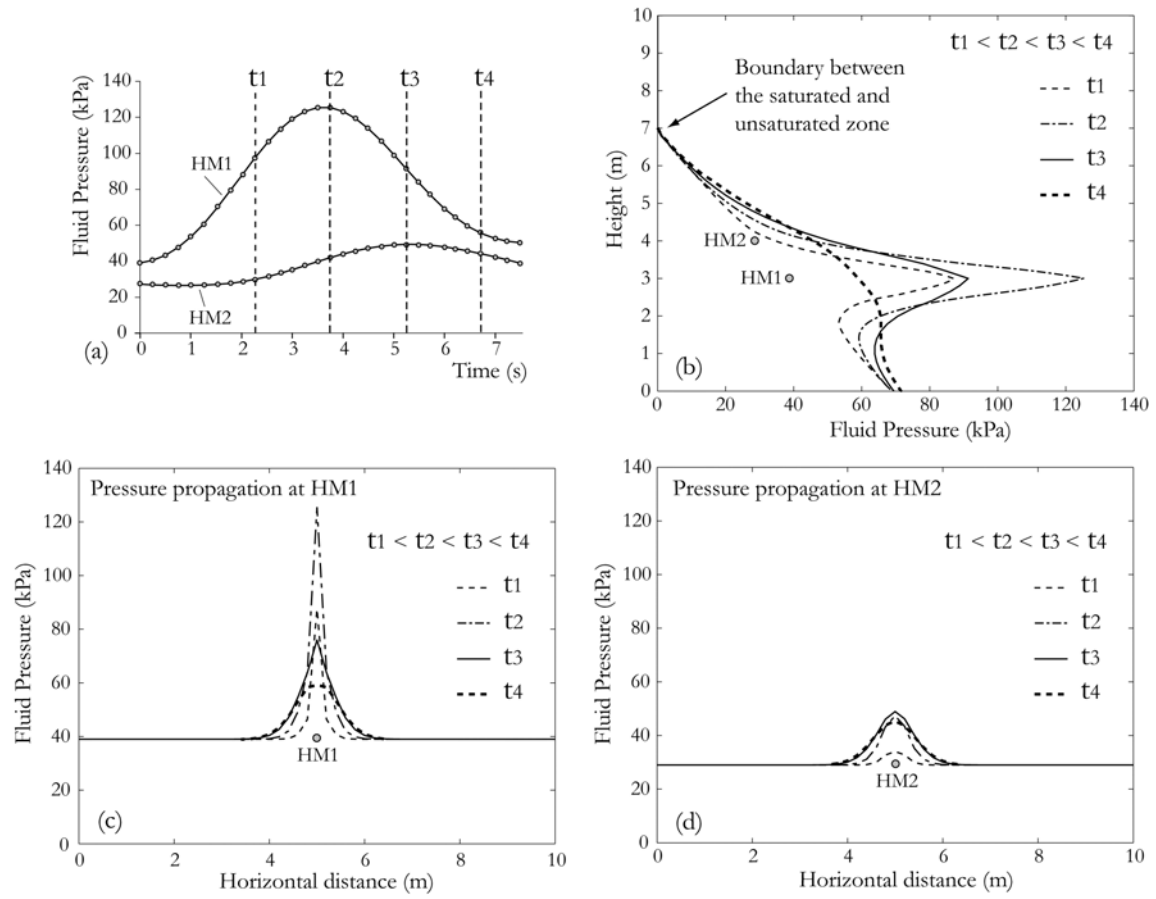 t1 t2 t3 t4
140
120
100
80
60
40
20
0
Fluid Pressure (kPa)
HM1
HM2
0 1 2 3 4 5 6 7
Time (s)
(a)
10
9
8
7
6
5
4
3
2
1
0
Height (m)
t1 < t2 < t3 < t4
Boundary between
the saturated and
unsaturated zone
t1
t2
t3
t4
HM2
HM1
(b)
0 20 40 60 80 100 120 140
Fluid Pressure (kPa)
140
120
100
80
60
40
20
0
Fluid Pressure (kPa)
Pressure propagation at HM1
t1 < t2 < t3 < t4
t1
t2
t3
t4
HM1
(c)
0 2 4 6 8 10
Horizontal distance (m)
140
120
100
80
60
40
20
0
Fluid Pressure (kPa)
Pressure propagation at HM2
t1 < t2 < t3 < t4
t1
t2
t3
t4
HM2
(d)
0 2 4 6 8 10
Horizontal distance (m)